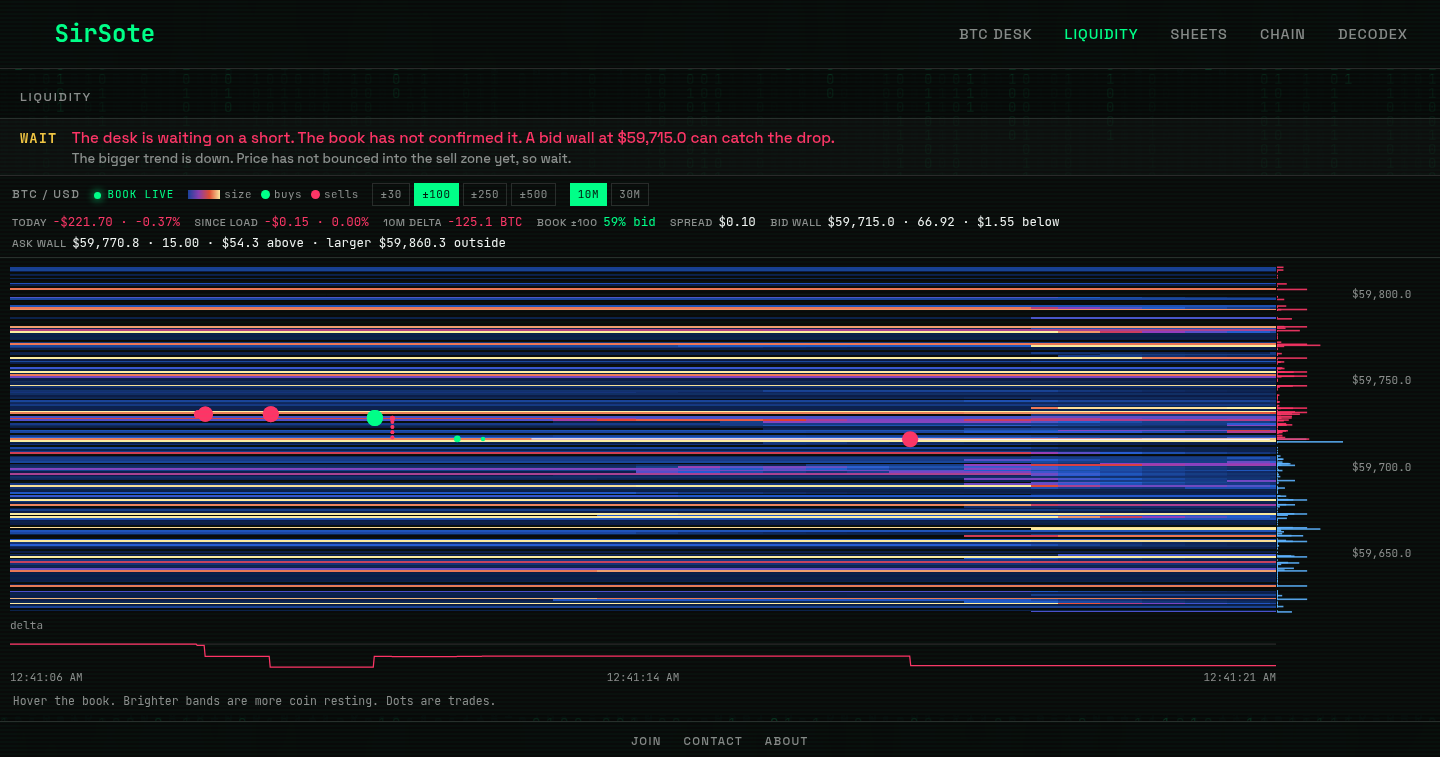 SirSote
BTC DESK LIQUIDITY SHEETS CHAIN DECODEX
LIQUIDITY
WAIT The desk is waiting on a short. The book has not confirmed it. A bid wall at $59,715.0 can catch the drop.
The bigger trend is down. Price has not bounced into the sell zone yet, so wait.
BTC / USD BOOK LIVE size buys sells ±30 ±100 ±250 ±500 10M 30M
TODAY -$221.70 · -0.37% SINCE LOAD -$0.15 · 0.00% 10M DELTA -125.1 BTC BOOK ±100 59% bid SPREAD $0.10 BID WALL $59,715.0 · 66.92 · $1.55 below
ASK WALL $59,770.8 · 15.00 · $54.3 above · larger $59,860.3 outside
$59,800.0
$59,750.0
$59,700.0
$59,650.0
delta
12:41:06 AM 12:41:14 AM 12:41:21 AM
Hover the book. Brighter bands are more coin resting. Dots are trades.
JOIN CONTACT ABOUT